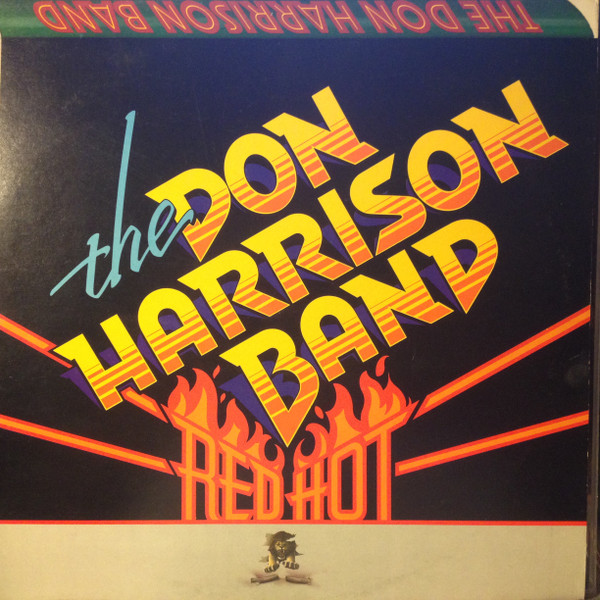 THE DON HARRISON BAND
the DON
HARRISON
BAND
RED HOT